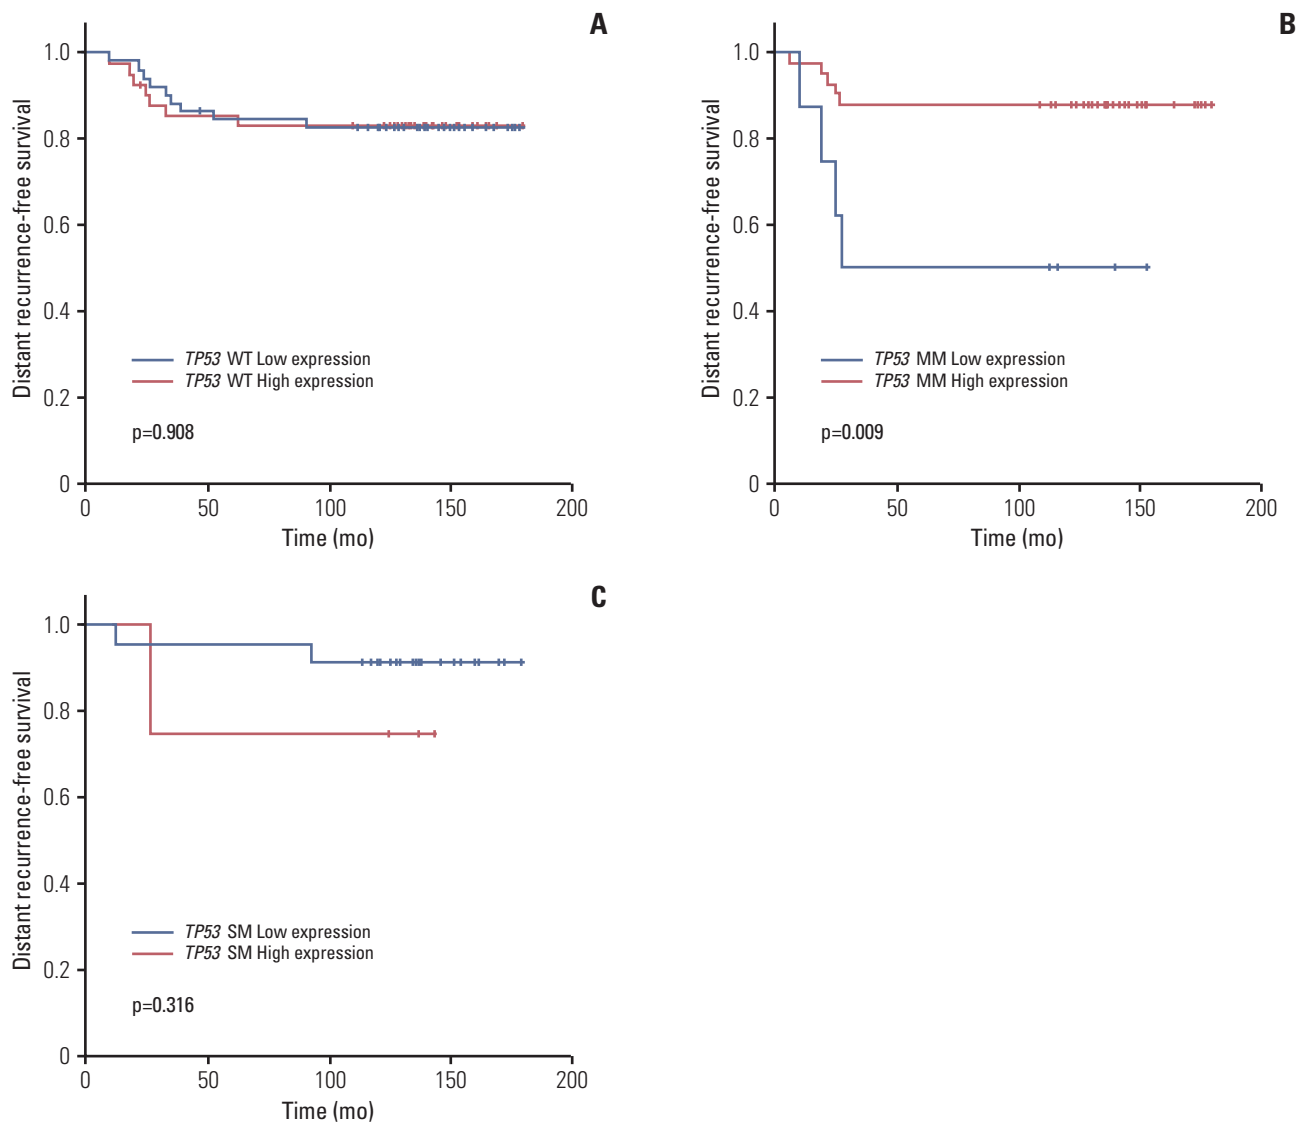 A
Distant recurrence-free survival
1.0
0.8
0.6
0.4
0.2
0
TP53 WT Low expression
TP53 WT High expression
p=0.908
0 50 100 150 200
Time (mo)
B
Distant recurrence-free survival
1.0
0.8
0.6
0.4
0.2
0
TP53 MM Low expression
TP53 MM High expression
p=0.009
0 50 100 150 200
Time (mo)
C
Distant recurrence-free survival
1.0
0.8
0.6
0.4
0.2
0
TP53 SM Low expression
TP53 SM High expression
p=0.316
0 50 100 150 200
Time (mo)